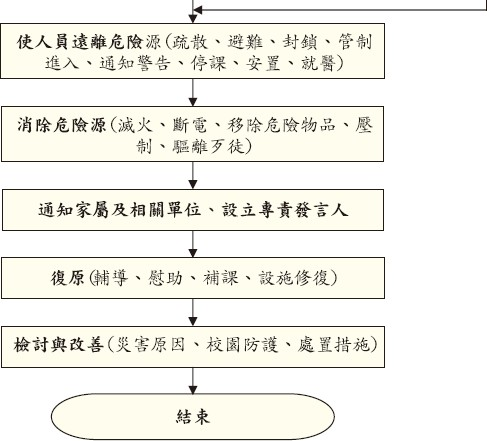 使人員遠離危險源(疏散、避難、封鎖、管制
進入、通知警告、停課、安置、就醫)
消除危險源(滅火、斷電、移除危險物品、壓
制、驅離歹徒)
通知家屬及相關單位、設立專責發言人
復原(輔導、慰助、補課、設施修復)
檢討與改善(災害原因、校園防護、處置措施)
結束